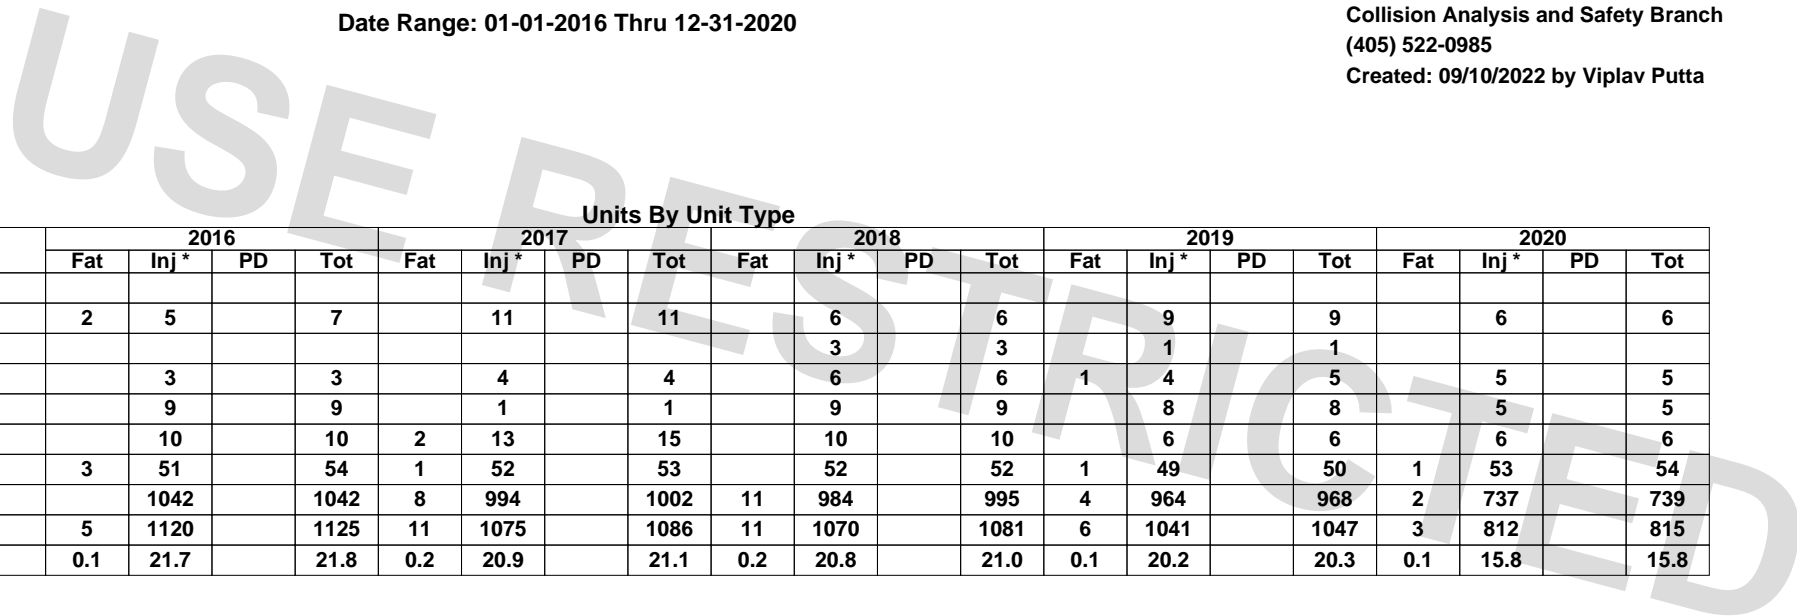 Date Range: 01-01-2016 Thru 12-31-2020
Collision Analysis and Safety Branch
(405) 522-0985
Created: 09/10/2022 by Viplav Putta
USE RESTRICTED
Units By Unit Type
2016 2017 2018 2019 2020
Fat Inj * PD Tot Fat Inj * PD Tot Fat Inj * PD Tot Fat Inj * PD Tot Fat Inj * PD Tot
2 5 7 11 11 6 6 9 9 6 6
3 3 1 1
3 3 4 4 6 6 1 4 5 5 5
9 9 1 1 9 9 8 8 5 5
10 10 2 13 15 10 10 6 6 6 6
3 51 54 1 52 53 52 52 1 49 50 1 53 54
1042 1042 8 994 1002 11 984 995 4 964 968 2 737 739
5 1120 1125 11 1075 1086 11 1070 1081 6 1041 1047 3 812 815
0.1 21.7 21.8 0.2 20.9 21.1 0.2 20.8 21.0 0.1 20.2 20.3 0.1 15.8 15.8